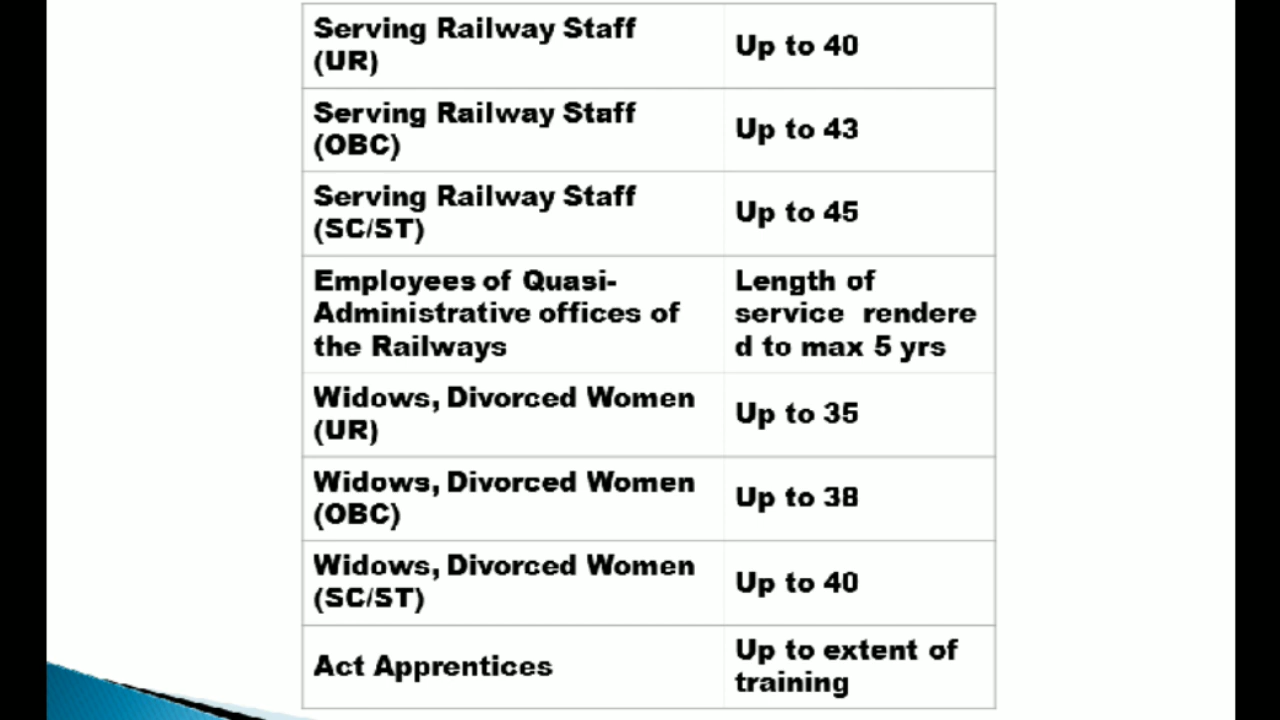 Serving Railway Staff
(UR)
Up to 40
Serving Railway Staff
(OBC)
Up to 43
Serving Railway Staff
(SC/ST)
Up to 45
Employees of Quasi-
Administrative offices of
the Railways
Length of
service rendere
d to max 5 yrs
Widows, Divorced Women
(UR)
Up to 35
Widows, Divorced Women
(OBC)
Up to 38
Widows, Divorced Women
(SC/ST)
Up to 40
Act Apprentices
Up to extent of
training